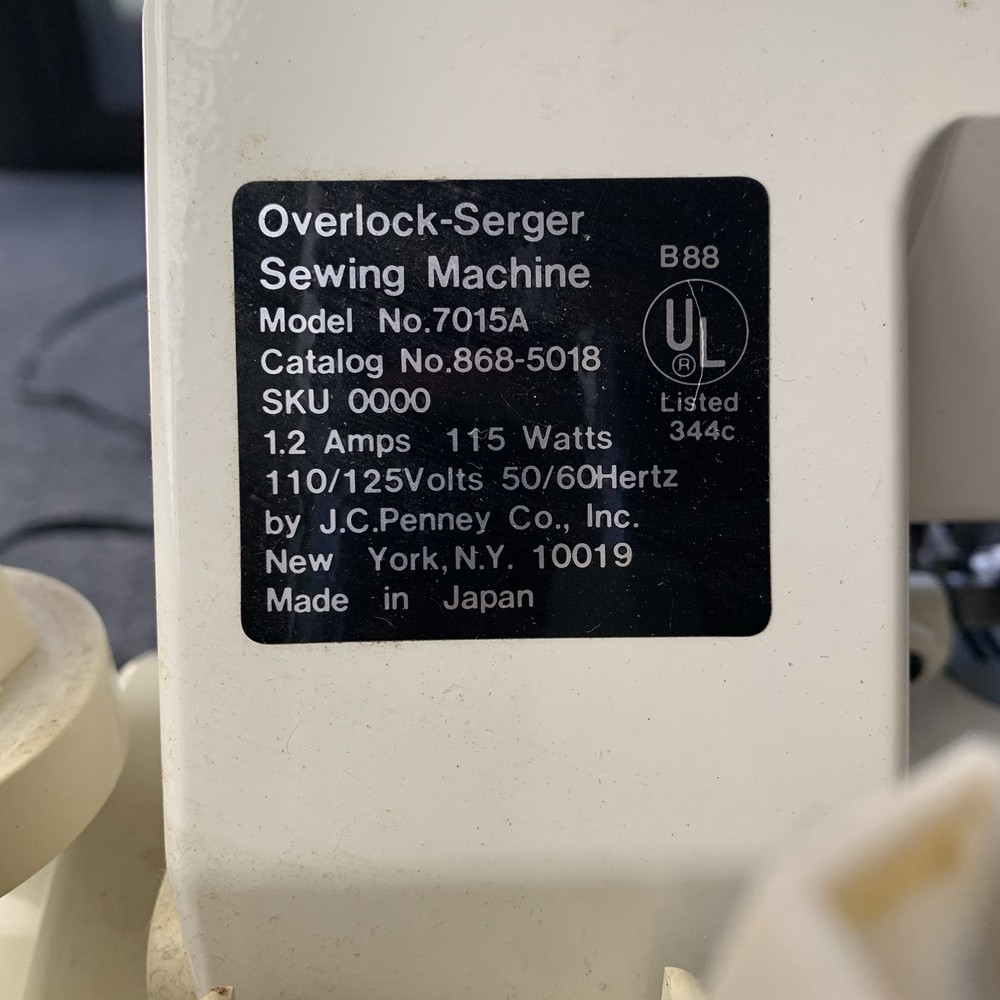 Overlock-Serger
Sewing Machine
Model No.7015A
Catalog No.868-5018
SKU 0000
1.2 Amps 115 Watts
110/125Volts 50/60Hertz
by J.C.Penney Co., Inc.
New York, N.Y. 10019
Made in Japan
B88
UL
®
Listed
344c